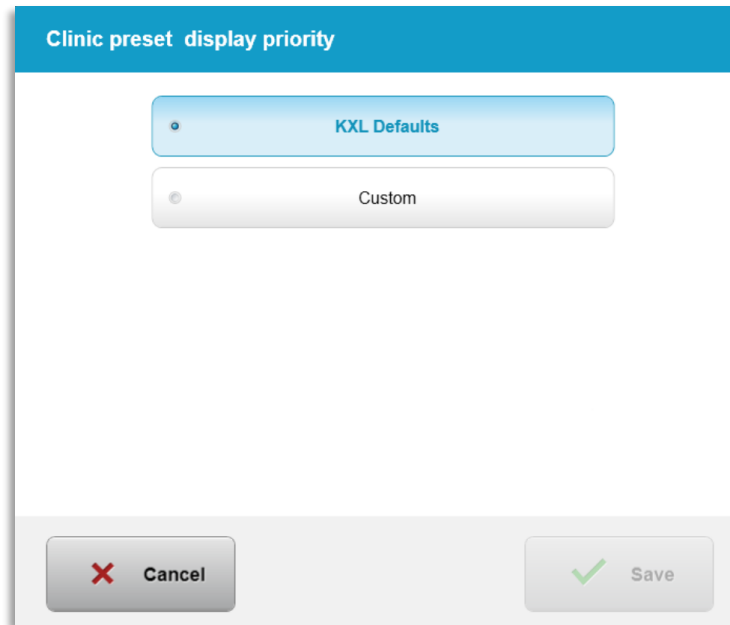 Clinic preset display priority
KXL Defaults
Custom
Cancel
Save